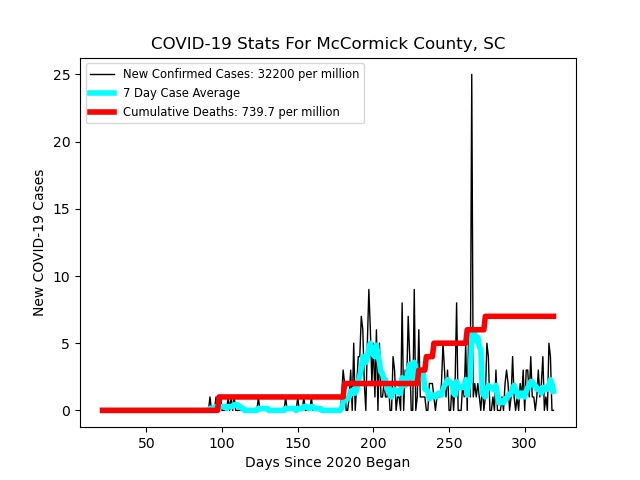 COVID-19 Stats For McCormick County, SC
New Confirmed Cases: 32200 per million
7 Day Case Average
Cumulative Deaths: 739.7 per million
New COVID-19 Cases
25
20
15
10
5
0
50 100 150 200 250 300
Days Since 2020 Began